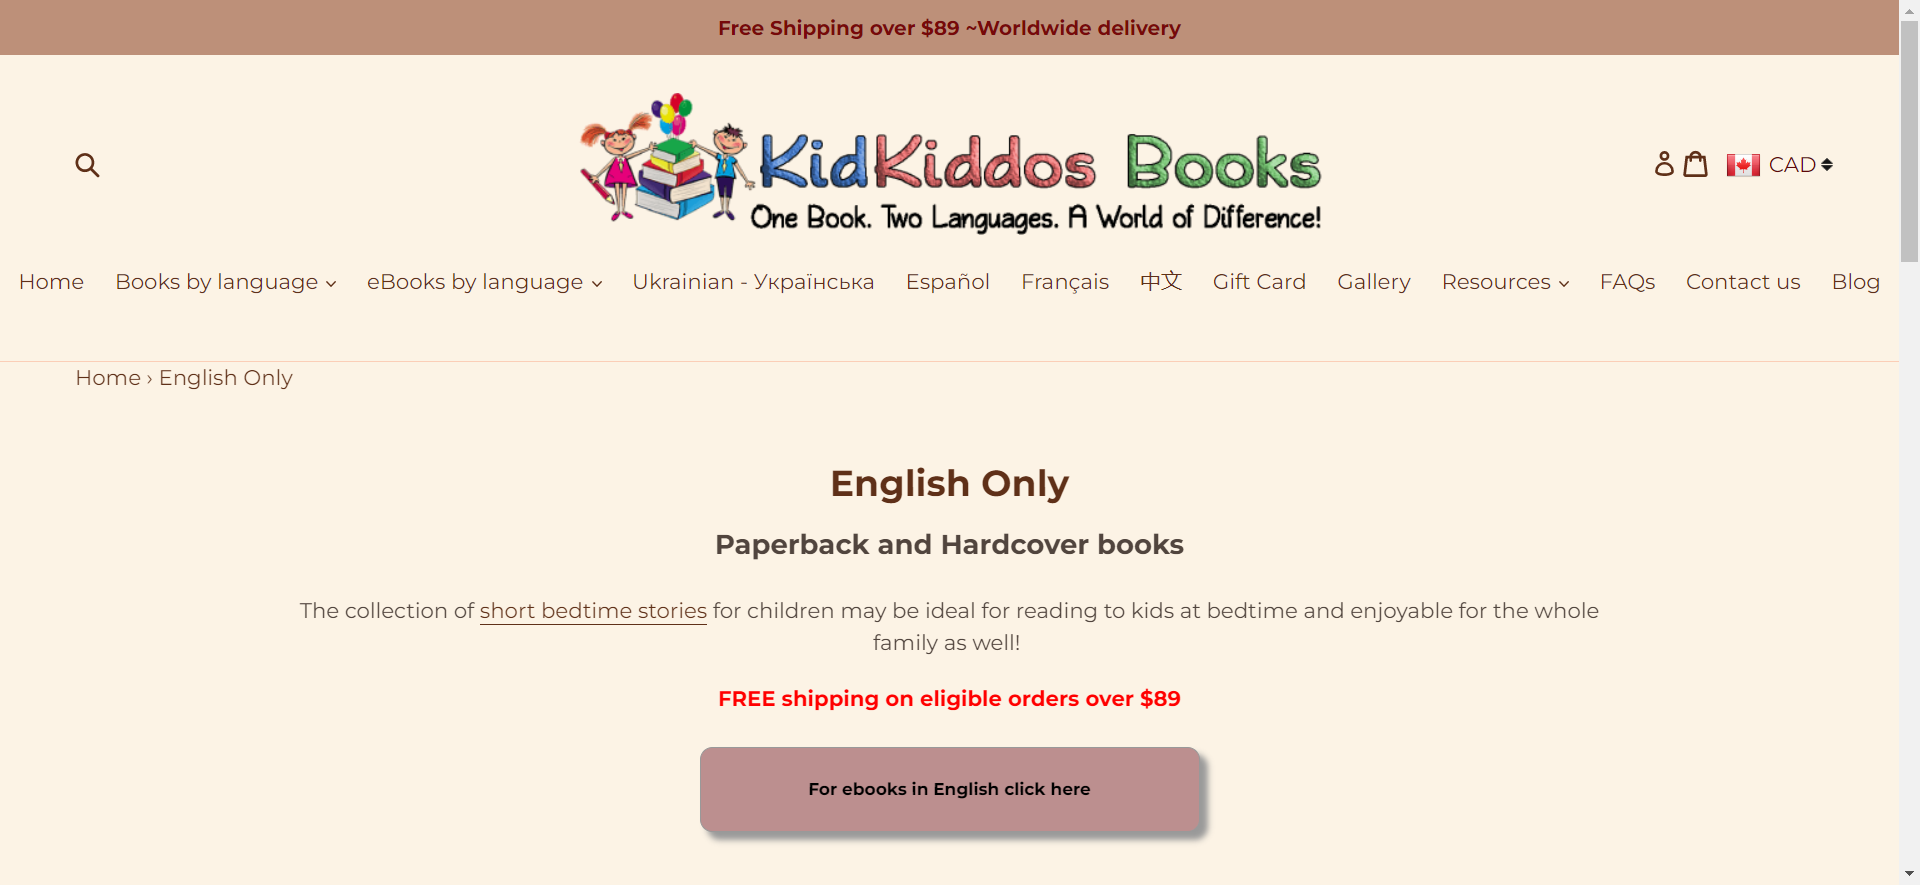 Free Shipping over $89 ~Worldwide delivery
KidKiddos Books
One Book. Two Languages. A World of Difference!
CAD
Home Books by language eBooks by language Ukrainian - Українська Español Français 中文 Gift Card Gallery Resources FAQs Contact us Blog
Home › English Only
English Only
Paperback and Hardcover books
The collection of short bedtime stories for children may be ideal for reading to kids at bedtime and enjoyable for the whole
family as well!
FREE shipping on eligible orders over $89
For ebooks in English click here